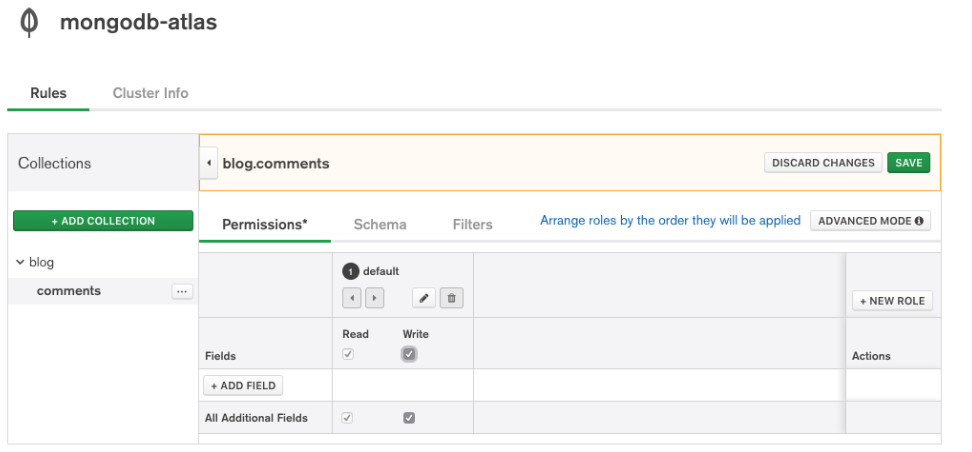 mongodb-atlas
Rules Cluster Info
Collections
blog.comments
DISCARD CHANGES SAVE
+ ADD COLLECTION
Permissions* Schema Filters
Arrange roles by the order they will be applied ADVANCED MODE
blog
comments ...
1 default
+ NEW ROLE
Read Write
Fields
Actions
+ ADD FIELD
All Additional Fields